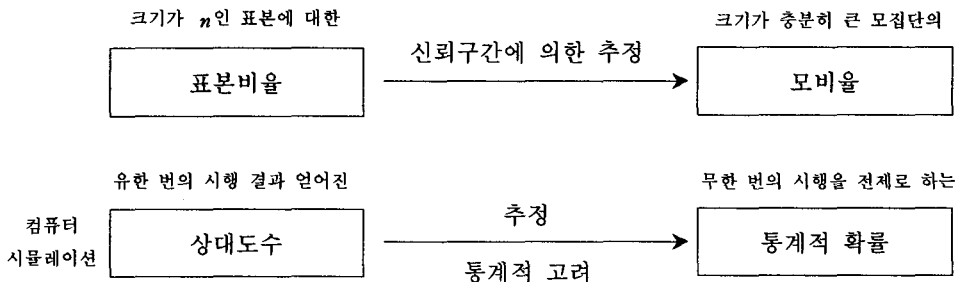 크기가 n인 표본에 대한
크기가 충분히 큰 모집단의
표본비율
신뢰구간에 의한 추정
모비율
유한 번의 시행 결과 얻어진
무한 번의 시행을 전제로 하는
컴퓨터
시뮬레이션
상대도수
추정
통계적 고려
통계적 확률